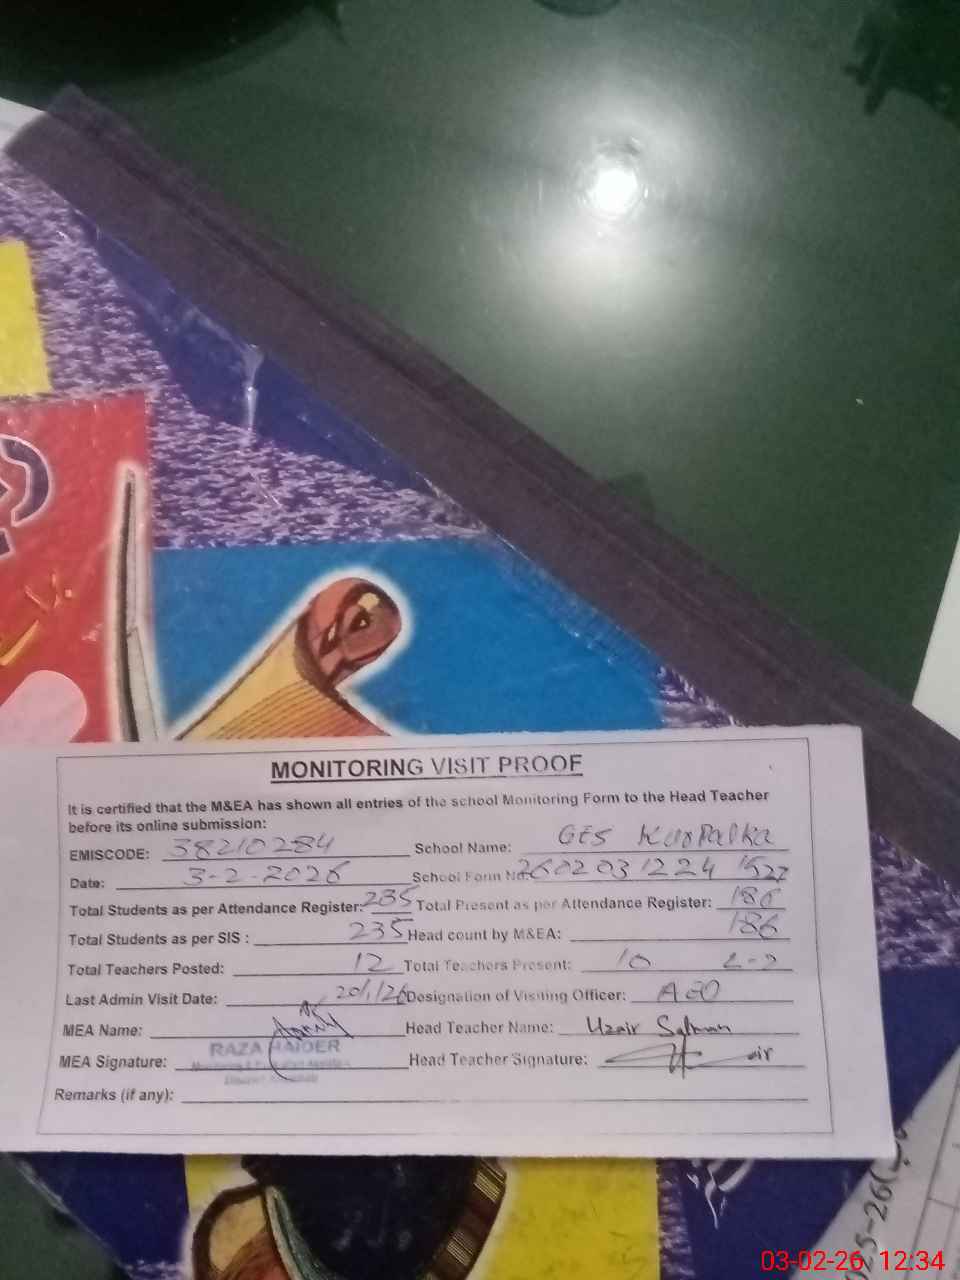 MONITORING VISIT PROOF
It is certified that the M&EA has shown all entries of the school Monitoring Form to the Head Teacher
before its online submission:
EMISCODE: 38210284 School Name: GES
Date: 3-2-2026 School Form No: 2602031224 1527
Total Students as per Attendance Register: 235 Total Present as per Attendance Register: 186
Total Students as per SIS : 235 Head count by M&EA: 186
Total Teachers Posted: 12 Total Teachers Present: 10 L-2
Last Admin Visit Date: 20/1/26 Designation of Visiting Officer: AEO
MEA Name: Head Teacher Name: Uzair Salman
RAZA HAIDER
MEA Signature: Head Teacher Signature:
Remarks (if any):
03-02-26 12:34